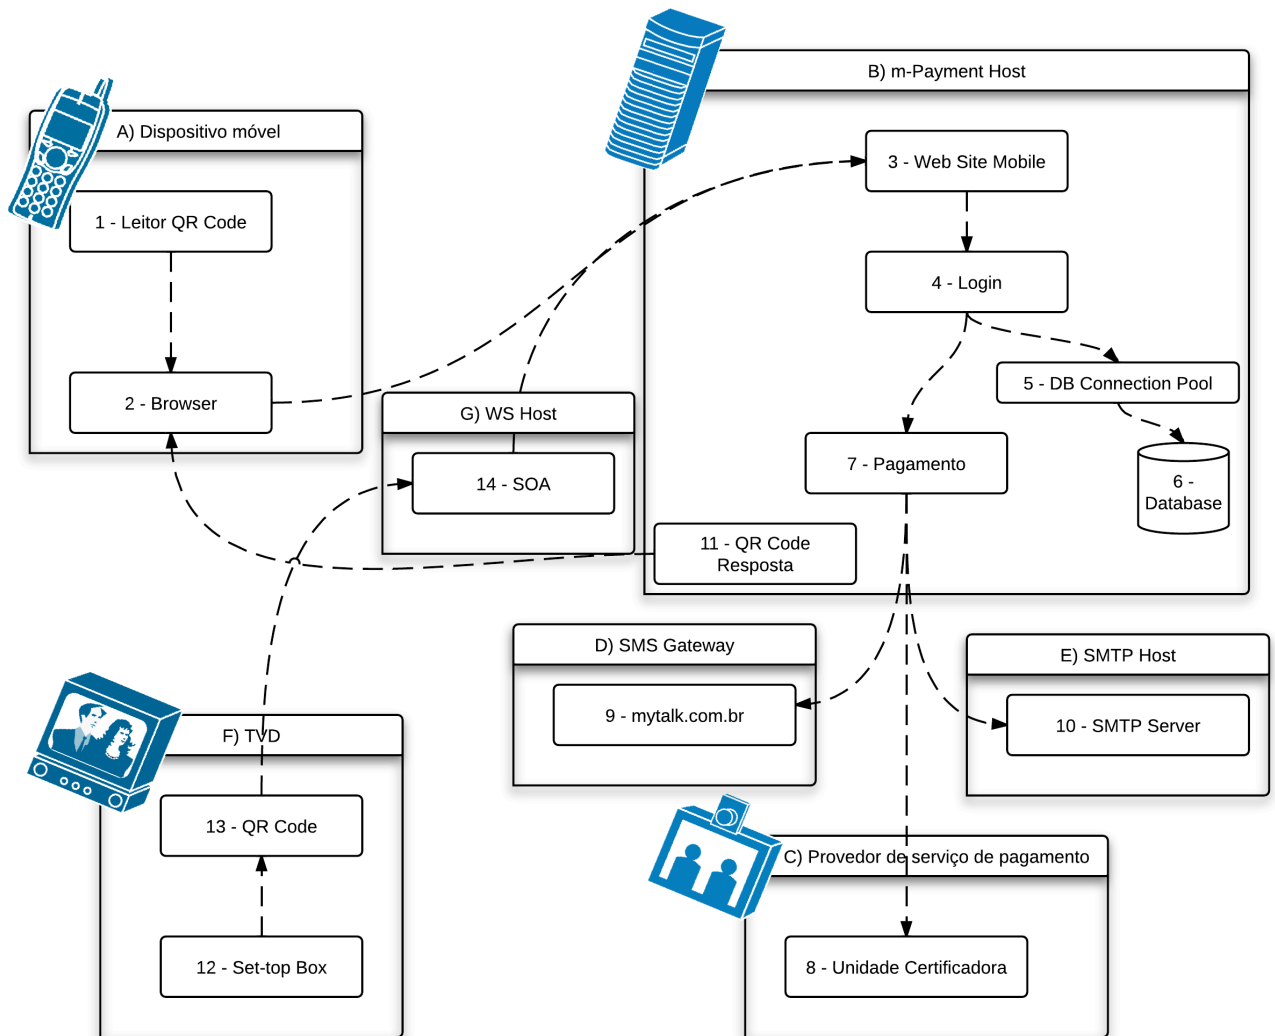 B) m-Payment Host
A) Dispositivo móvel
3 - Web Site Mobile
1 - Leitor QR Code
4 - Login
5 - DB Connection Pool
2 - Browser
G) WS Host
7 - Pagamento
14 - SOA
6 -
Database
11 - QR Code
Resposta
D) SMS Gateway
E) SMTP Host
9 - mytalk.com.br
10 - SMTP Server
F) TVD
13 - QR Code
C) Provedor de serviço de pagamento
12 - Set-top Box
8 - Unidade Certificadora